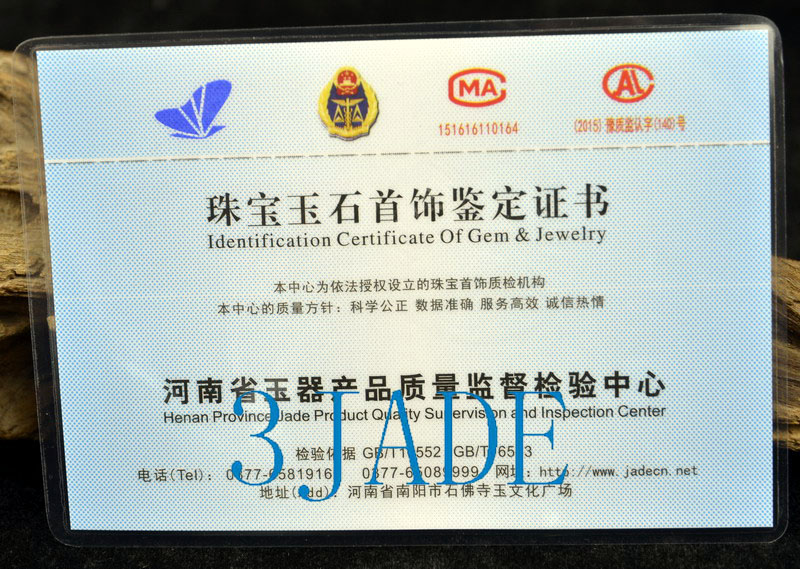 CMA
CAL
151616110164
(2015)豫质监认字(140)号
珠宝玉石首饰鉴定证书
Identification Certificate Of Gem & Jewelry
本中心为依法授权设立的珠宝首饰质检机构
本中心的质量方针：科学公正 数据准确 服务高效 诚信热情
河南省玉器产品质量监督检验中心
Henan Province Jade Product Quality Supervision and Inspection Center
3JADE
检验依据 GB/T16552 GB/T16553
电话(Tel)： 0377-6581916 0377-65089999 网址：http://www.jadecn.net
地址(Add)：河南省南阳市石佛寺玉文化广场